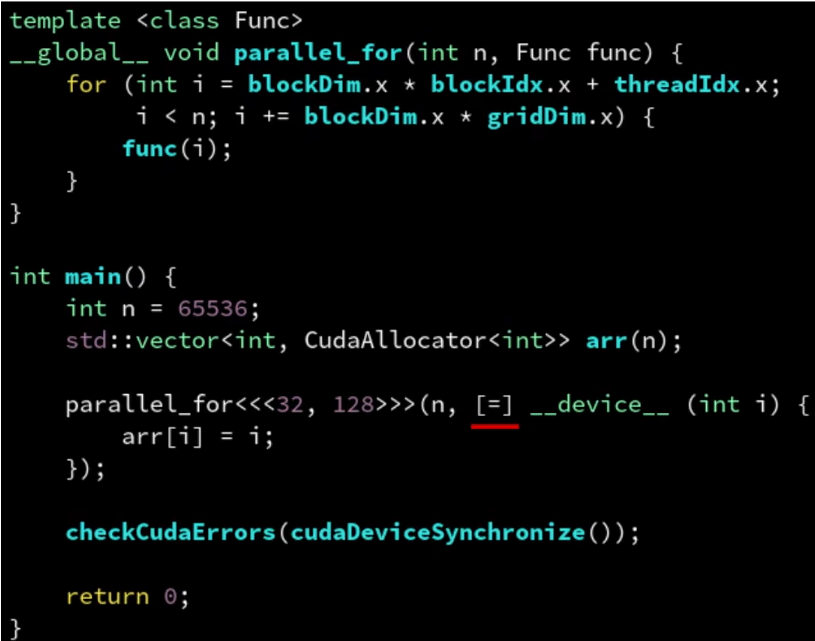 template <class Func>
__global__ void parallel_for(int n, Func func) {
    for (int i = blockDim.x * blockIdx.x + threadIdx.x;
         i < n; i += blockDim.x * gridDim.x) {
        func(i);
    }
}

int main() {
    int n = 65536;
    std::vector<int, CudaAllocator<int>> arr(n);

    parallel_for<<<32, 128>>>(n, [=] __device__ (int i) {
        arr[i] = i;
    });

    checkCudaErrors(cudaDeviceSynchronize());

    return 0;
}